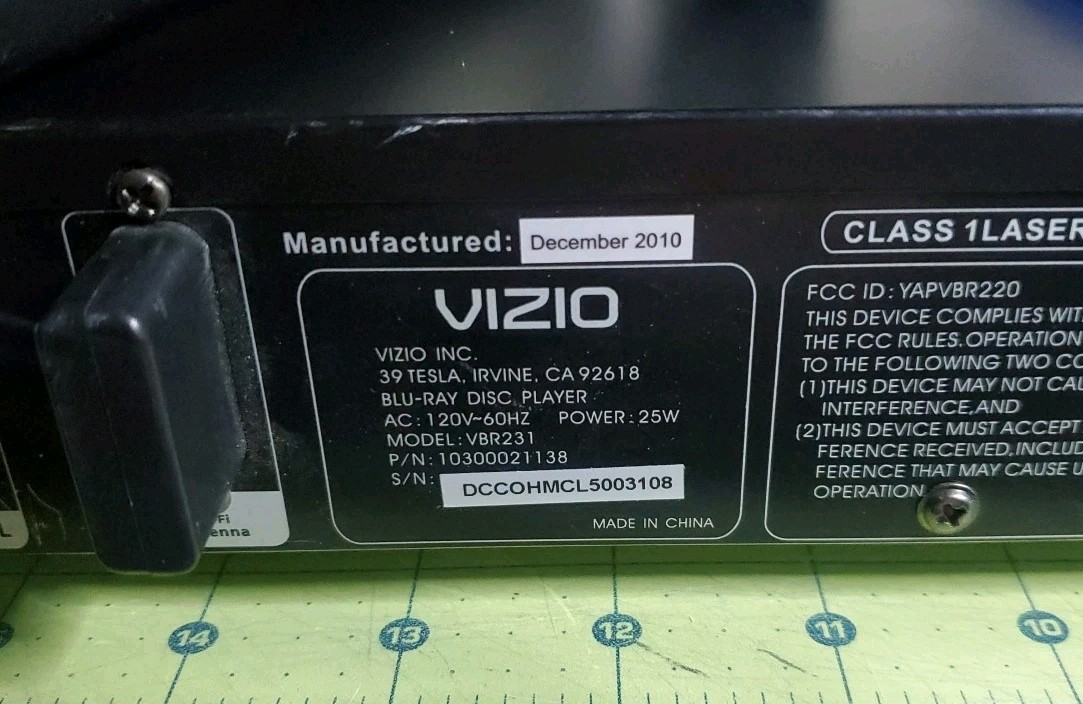 Manufactured: December 2010
VIZIO
VIZIO INC.
39 TESLA, IRVINE, CA 92618
BLU-RAY DISC PLAYER
AC: 120V~60HZ POWER: 25W
MODEL: VBR231
P/N: 10300021138
S/N: DCCOHMCL5003108
MADE IN CHINA
CLASS 1LASER
FCC ID: YAPVBR220
THIS DEVICE COMPLIES WIT
THE FCC RULES. OPERATION
TO THE FOLLOWING TWO CO
(1)THIS DEVICE MAY NOT CAU
INTERFERENCE, AND
(2)THIS DEVICE MUST ACCEPT
FERENCE RECEIVED, INCLUD
FERENCE THAT MAY CAUSE U
OPERATION
L
Fi
enna
14 13 12 11 10